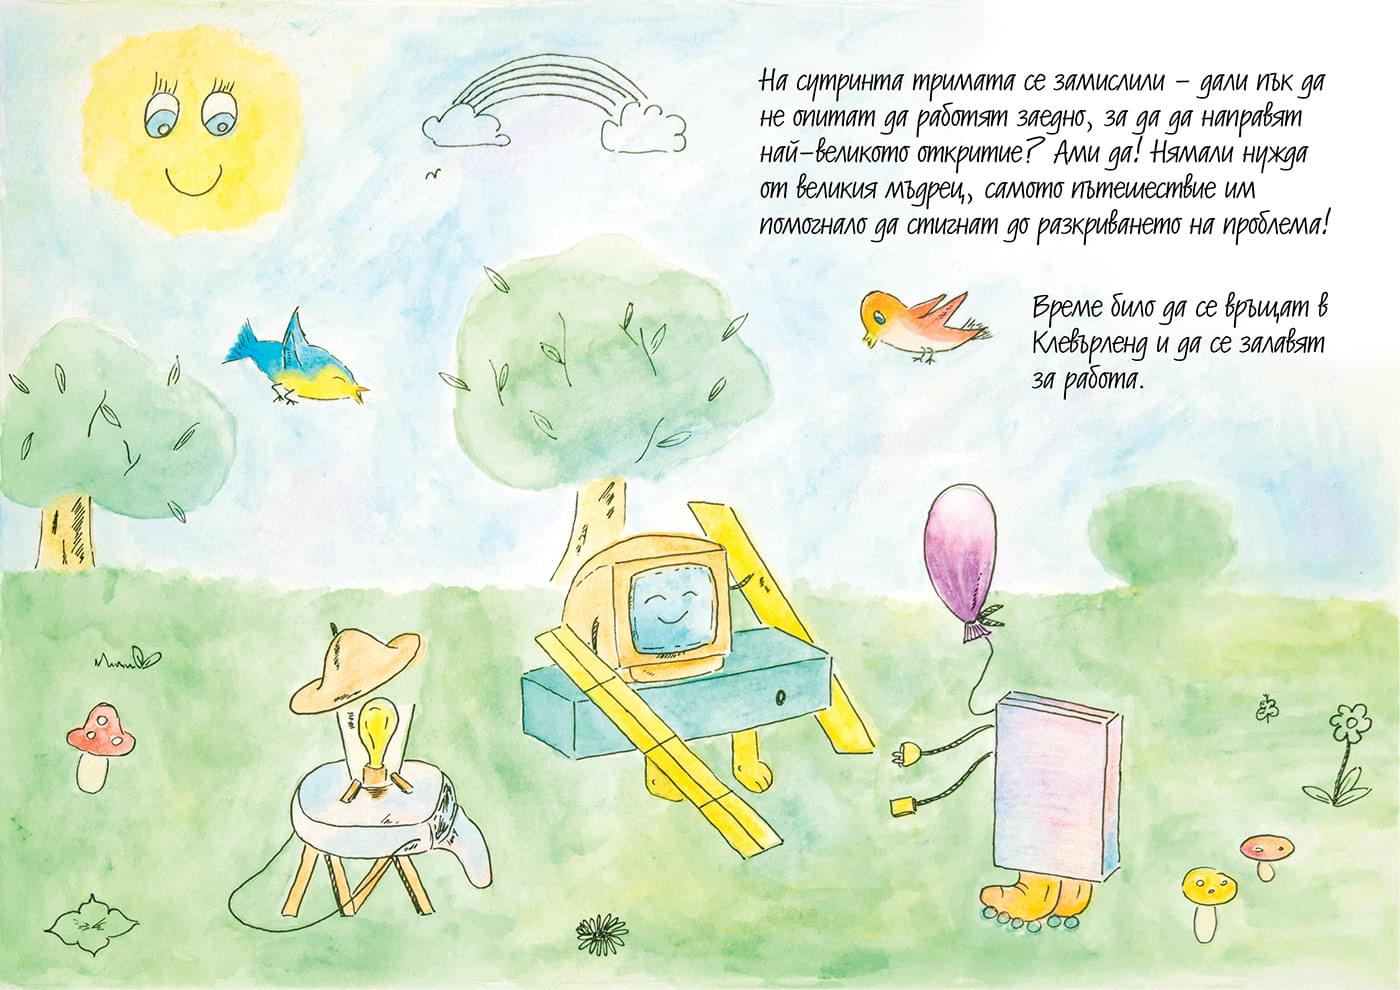 На сутринта тримата се замислили – дали пък да
не опитат да работят заедно, за да да направят
най-великото откритие? Ами да! Нямали нужда
от великия мъдрец, самото пътешествие им
помогнало да стигнат до разкриването на проблема!
Време било да се връщат в
Клевърленд и да се залавят
за работа.